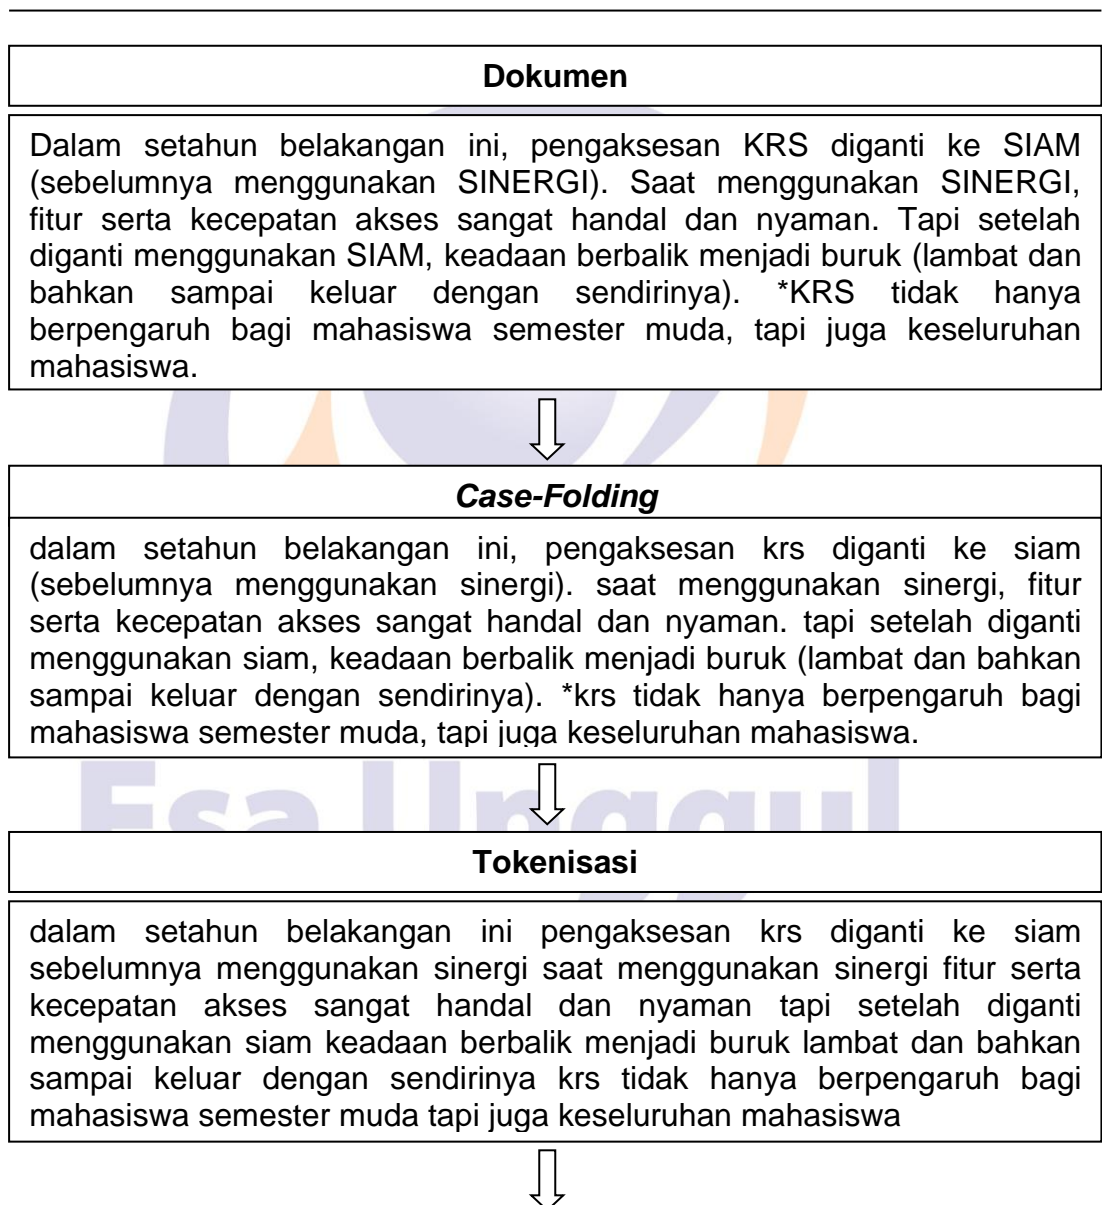 Dokumen
Dalam setahun belakangan ini, pengaksesan KRS diganti ke SIAM
(sebelumnya menggunakan SINERGI). Saat menggunakan SINERGI,
fitur serta kecepatan akses sangat handal dan nyaman. Tapi setelah
diganti menggunakan SIAM, keadaan berbalik menjadi buruk (lambat dan
bahkan sampai keluar dengan sendirinya). *KRS tidak hanya
berpengaruh bagi mahasiswa semester muda, tapi juga keseluruhan
mahasiswa.
Case-Folding
dalam setahun belakangan ini, pengaksesan krs diganti ke siam
(sebelumnya menggunakan sinergi). saat menggunakan sinergi, fitur
serta kecepatan akses sangat handal dan nyaman. tapi setelah diganti
menggunakan siam, keadaan berbalik menjadi buruk (lambat dan bahkan
sampai keluar dengan sendirinya). *krs tidak hanya berpengaruh bagi
mahasiswa semester muda, tapi juga keseluruhan mahasiswa.
Esa Unggul
Tokenisasi
dalam setahun belakangan ini pengaksesan krs diganti ke siam
sebelumnya menggunakan sinergi saat menggunakan sinergi fitur serta
kecepatan akses sangat handal dan nyaman tapi setelah diganti
menggunakan siam keadaan berbalik menjadi buruk lambat dan bahkan
sampai keluar dengan sendirinya krs tidak hanya berpengaruh bagi
mahasiswa semester muda tapi juga keseluruhan mahasiswa